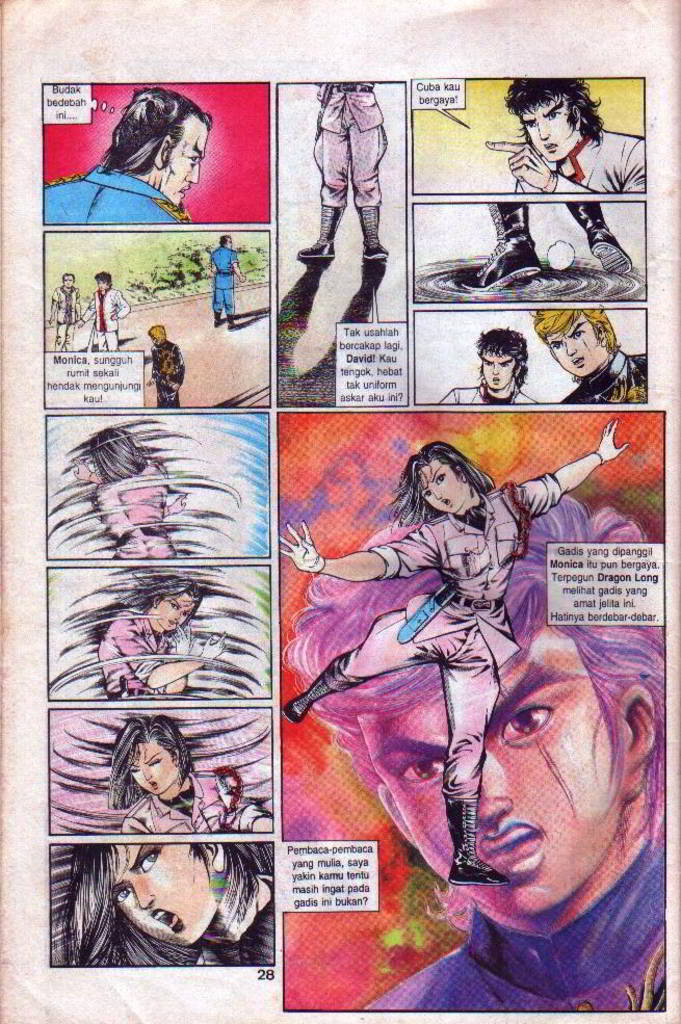 Budak
bedebah
ini....
Cuba kau
bergaya!
Monica, sungguh
rumit sekali
hendak mengunjungi
kau!
Tak usahlah
bercakap lagi,
David! Kau
tengok, hebat
tak uniform
askar aku ini?
Gadis yang dipanggil
Monica itu pun bergaya.
Terpegun Dragon Long
melihat gadis yang
amat jelita ini.
Hatinya berdebar-debar.
Pembaca-pembaca
yang mulia, saya
yakin kamu tentu
masih ingat pada
gadis ini bukan?
28